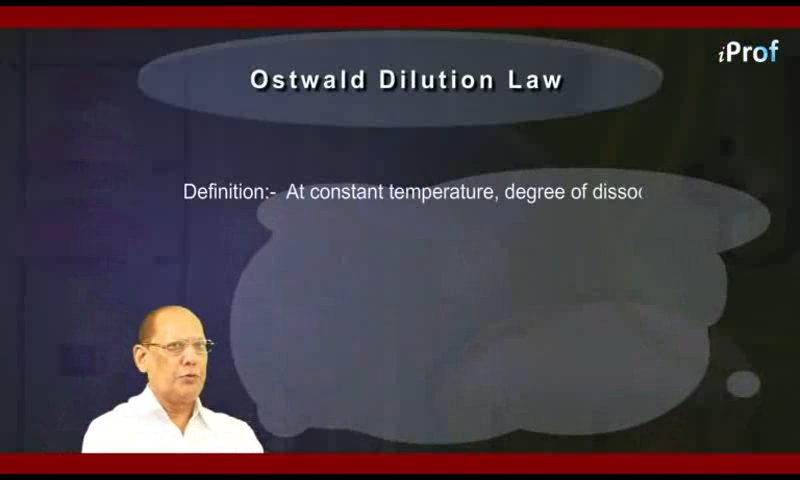 iProf
Ostwald Dilution Law
Definition:- At constant temperature, degree of